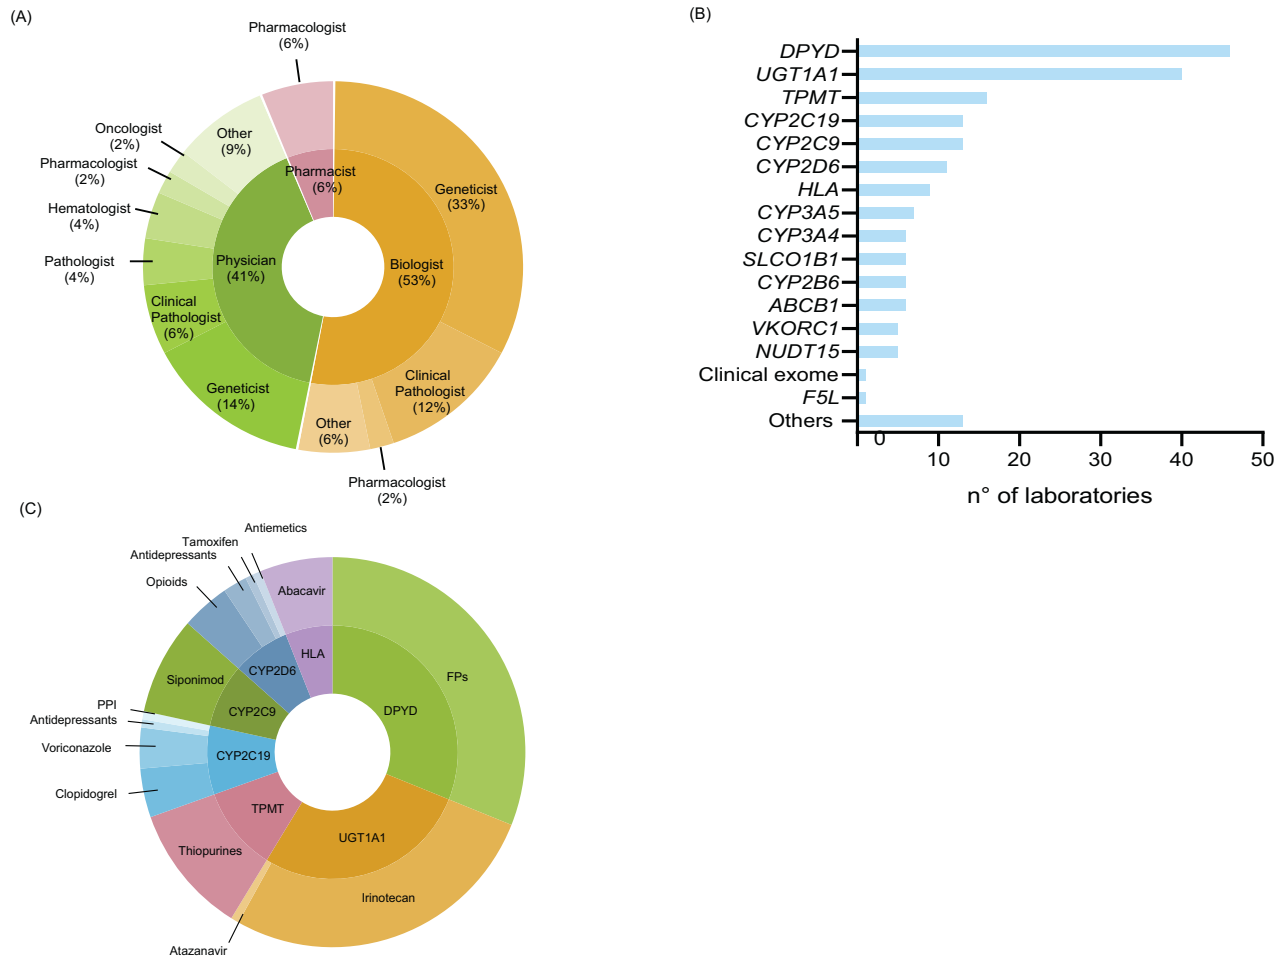 (A)
Pharmacologist
(6%)
Oncologist
(2%)
Other
(9%)
Pharmacologist
(2%)
Pharmacist
(6%)
Geneticist
(33%)
Hematologist
(4%)
Pathologist
(4%)
Physician
(41%)
Biologist
(53%)
Clinical
Pathologist
(6%)
Geneticist
(14%)
Clinical
Pathologist
(12%)
Other
(6%)
Pharmacologist
(2%)
(B)
DPYD
UGT1A1
TPMT
CYP2C19
CYP2C9
CYP2D6
HLA
CYP3A5
CYP3A4
SLCO1B1
CYP2B6
ABCB1
VKORC1
NUDT15
Clinical exome
F5L
Others
0
10
20
30
40
50
n° of laboratories
(C)
Antiemetics
Tamoxifen
Antidepressants
Opioids
Abacavir
HLA
CYP2D6
FPs
Siponimod
CYP2C9
DPYD
PPI
Antidepressants
Voriconazole
CYP2C19
Clopidogrel
TPMT
UGT1A1
Thiopurines
Irinotecan
Atazanavir